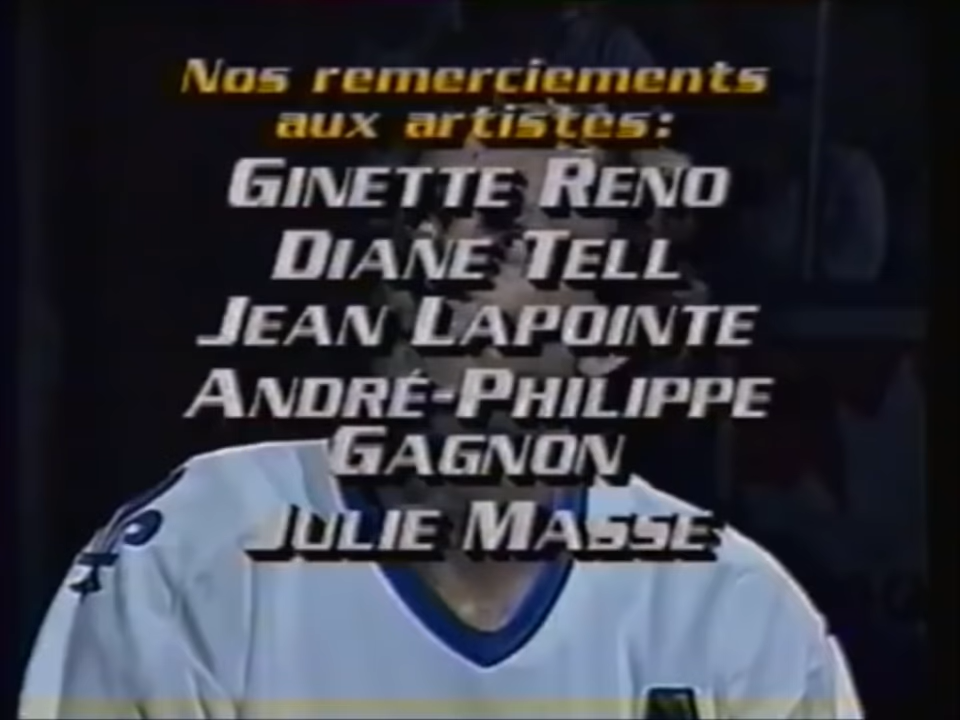 Nos remerciements
aux artistes:
GINETTE RENO
DIANE TELL
JEAN LAPOINTE
ANDRÉ-PHILIPPE
GAGNON
JULIE MASSE